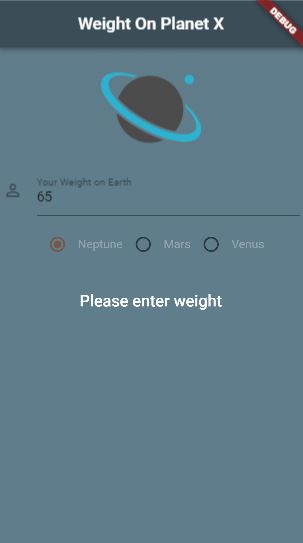 Weight On Planet X
DEBUG
Your Weight on Earth
65
Neptune Mars Venus
Please enter weight